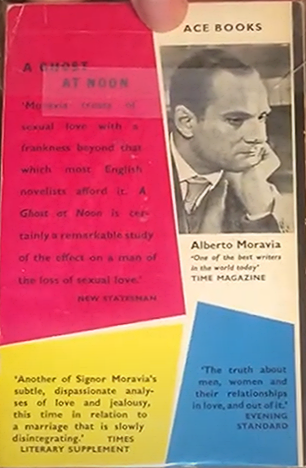 ACE BOOKS
A GHOST
AT NOON
'Moravia treats of
sexual love with a
frankness beyond that
which most English
novelists afford it. A
Ghost at Noon is cer-
tainly a remarkable study
of the effect on a man of
the loss of sexual love.'
NEW STATESMAN
Alberto Moravia
'One of the best writers
in the world today'
TIME MAGAZINE
'Another of Signor Moravia's
subtle, dispassionate analy-
ses of love and jealousy,
this time in relation to
a marriage that is slowly
disintegrating.' TIMES
LITERARY SUPPLEMENT
'The truth about
men, women and
their relationships
in love, and out of it.'
EVENING
STANDARD